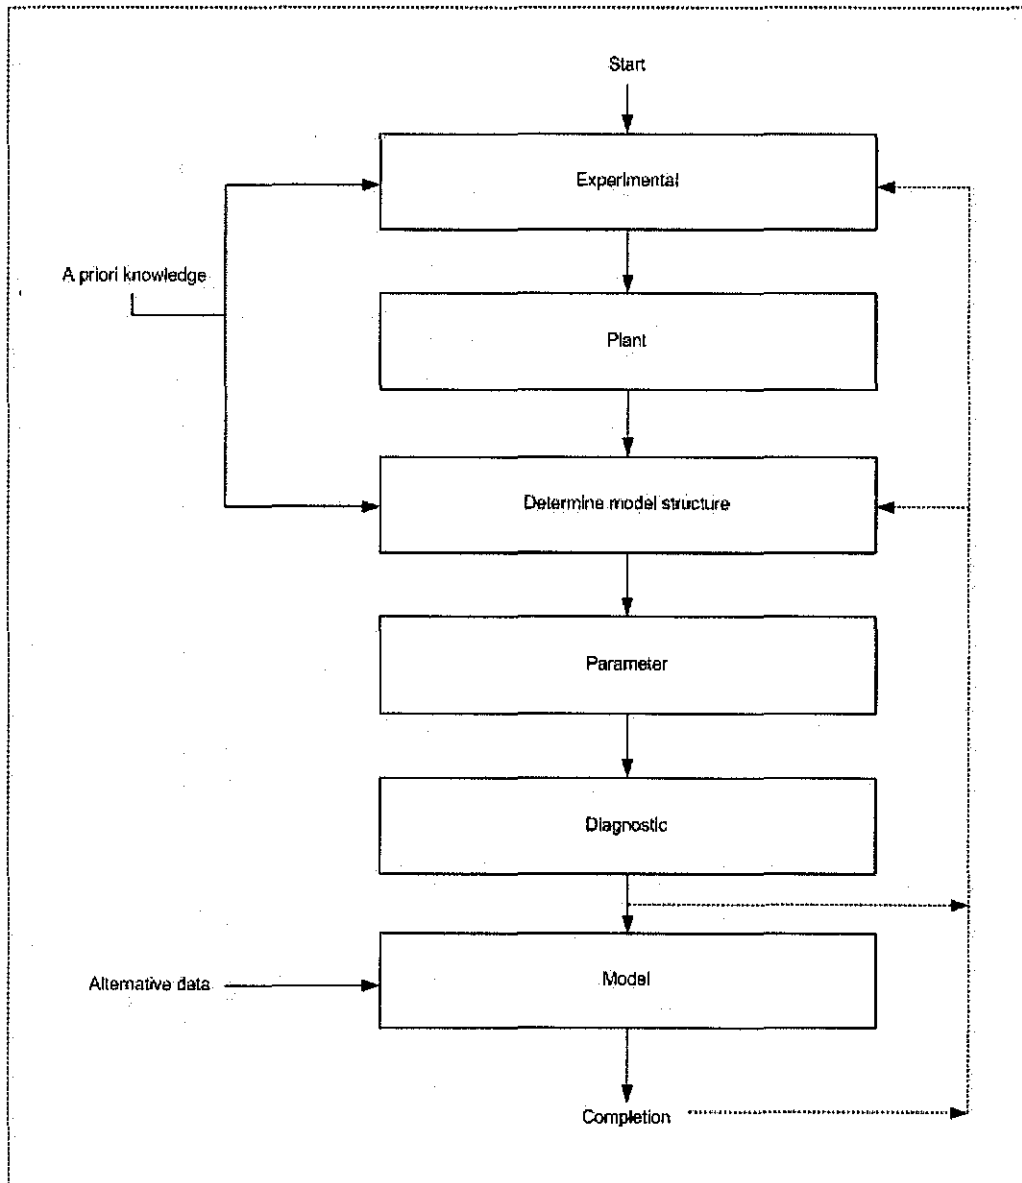 Start
Experimental
A priori knowledge
Plant
Determine model structure
Parameter
Diagnostic
Alternative data
Model
Completion